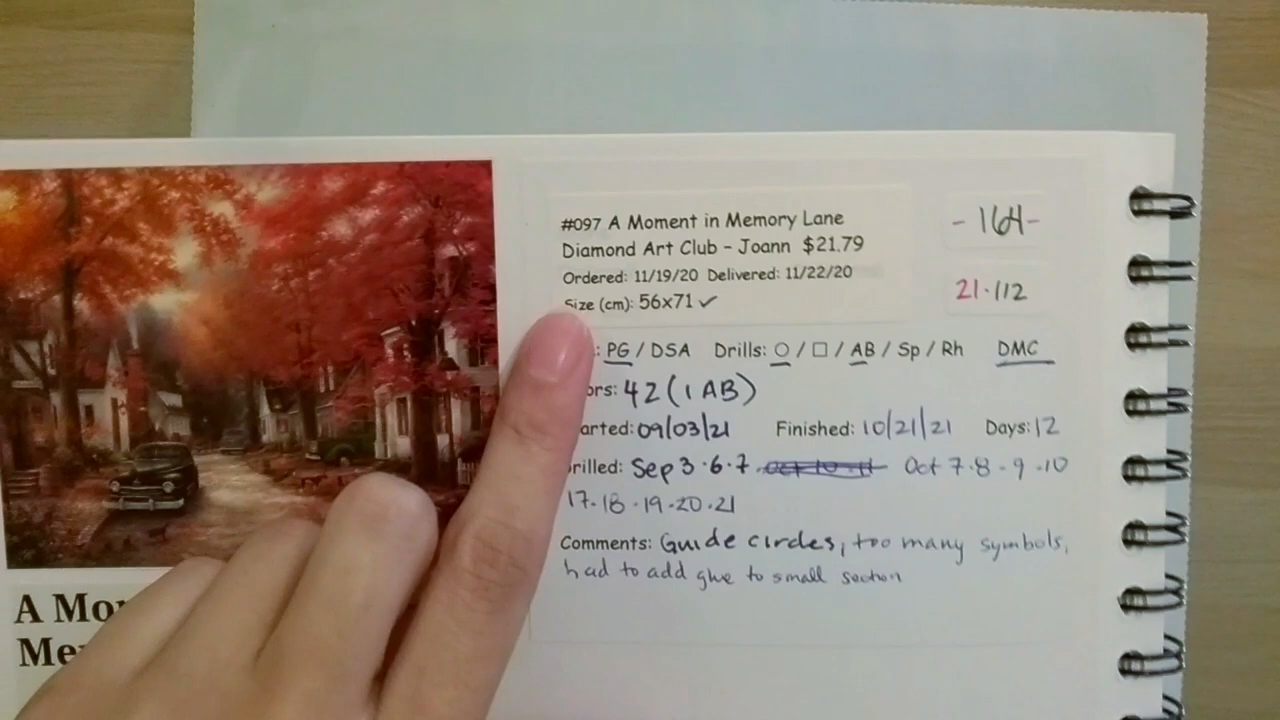 #097 A Moment in Memory Lane
Diamond Art Club - Joann $21.79
Ordered: 11/19/20 Delivered: 11/22/20
Size (cm): 56x71 ✓
- 164 -
21·112
: PG / DSA Drills: ○ / □ / AB / Sp / Rh DMC
ors: 42 (1 AB)
arted: 09/03/21 Finished: 10/21/21 Days: 12
rilled: Sep 3·6·7 Oct 7·8·9·10
17·18·19·20·21
Comments: Guide circles, too many symbols,
had to add glue to small section
A Mo
Me